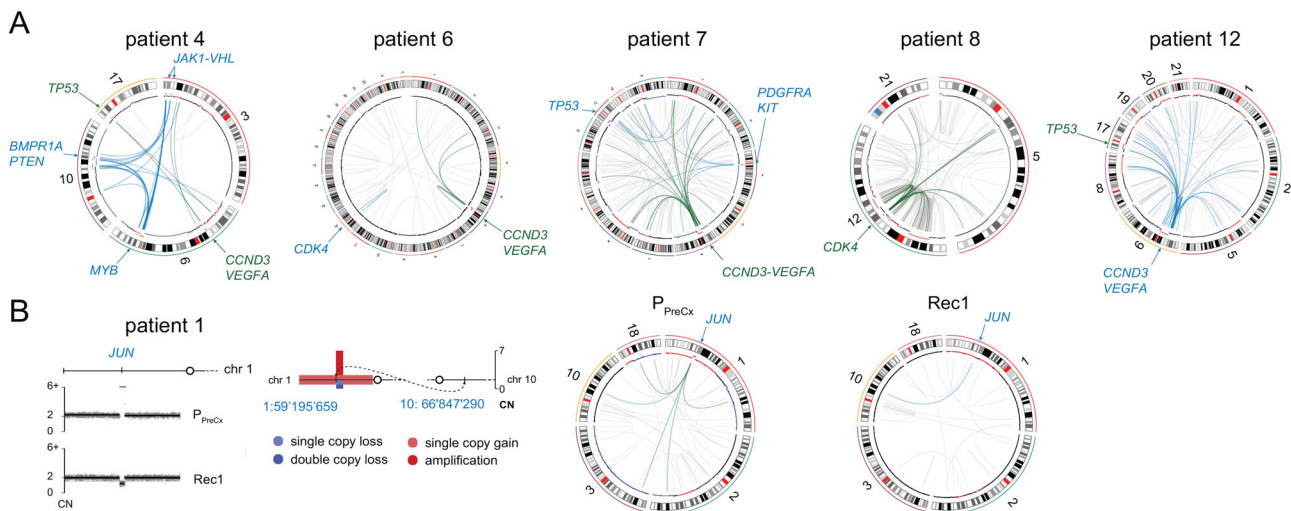 A
patient 4
patient 6
patient 7
patient 8
patient 12
JAK1-VHL
17
3
TP53
BMPR1A
PTEN
10
MYB
6
CCND3
VEGFA
CDK4
CCND3
VEGFA
TP53
PDGFRA
KIT
CCND3-VEGFA
21
5
12
CDK4
21
20
19
17
1
TP53
8
2
6
5
CCND3
VEGFA
B
patient 1
JUN
chr 1
6+
2
0
PPreCx
6+
2
0
Rec1
CN
7
chr 1
chr 10
0
CN
1:59'195'659
10: 66'847'290
single copy loss
single copy gain
double copy loss
amplification
PPreCx
JUN
18
1
10
3
2
Rec1
JUN
18
1
10
3
2